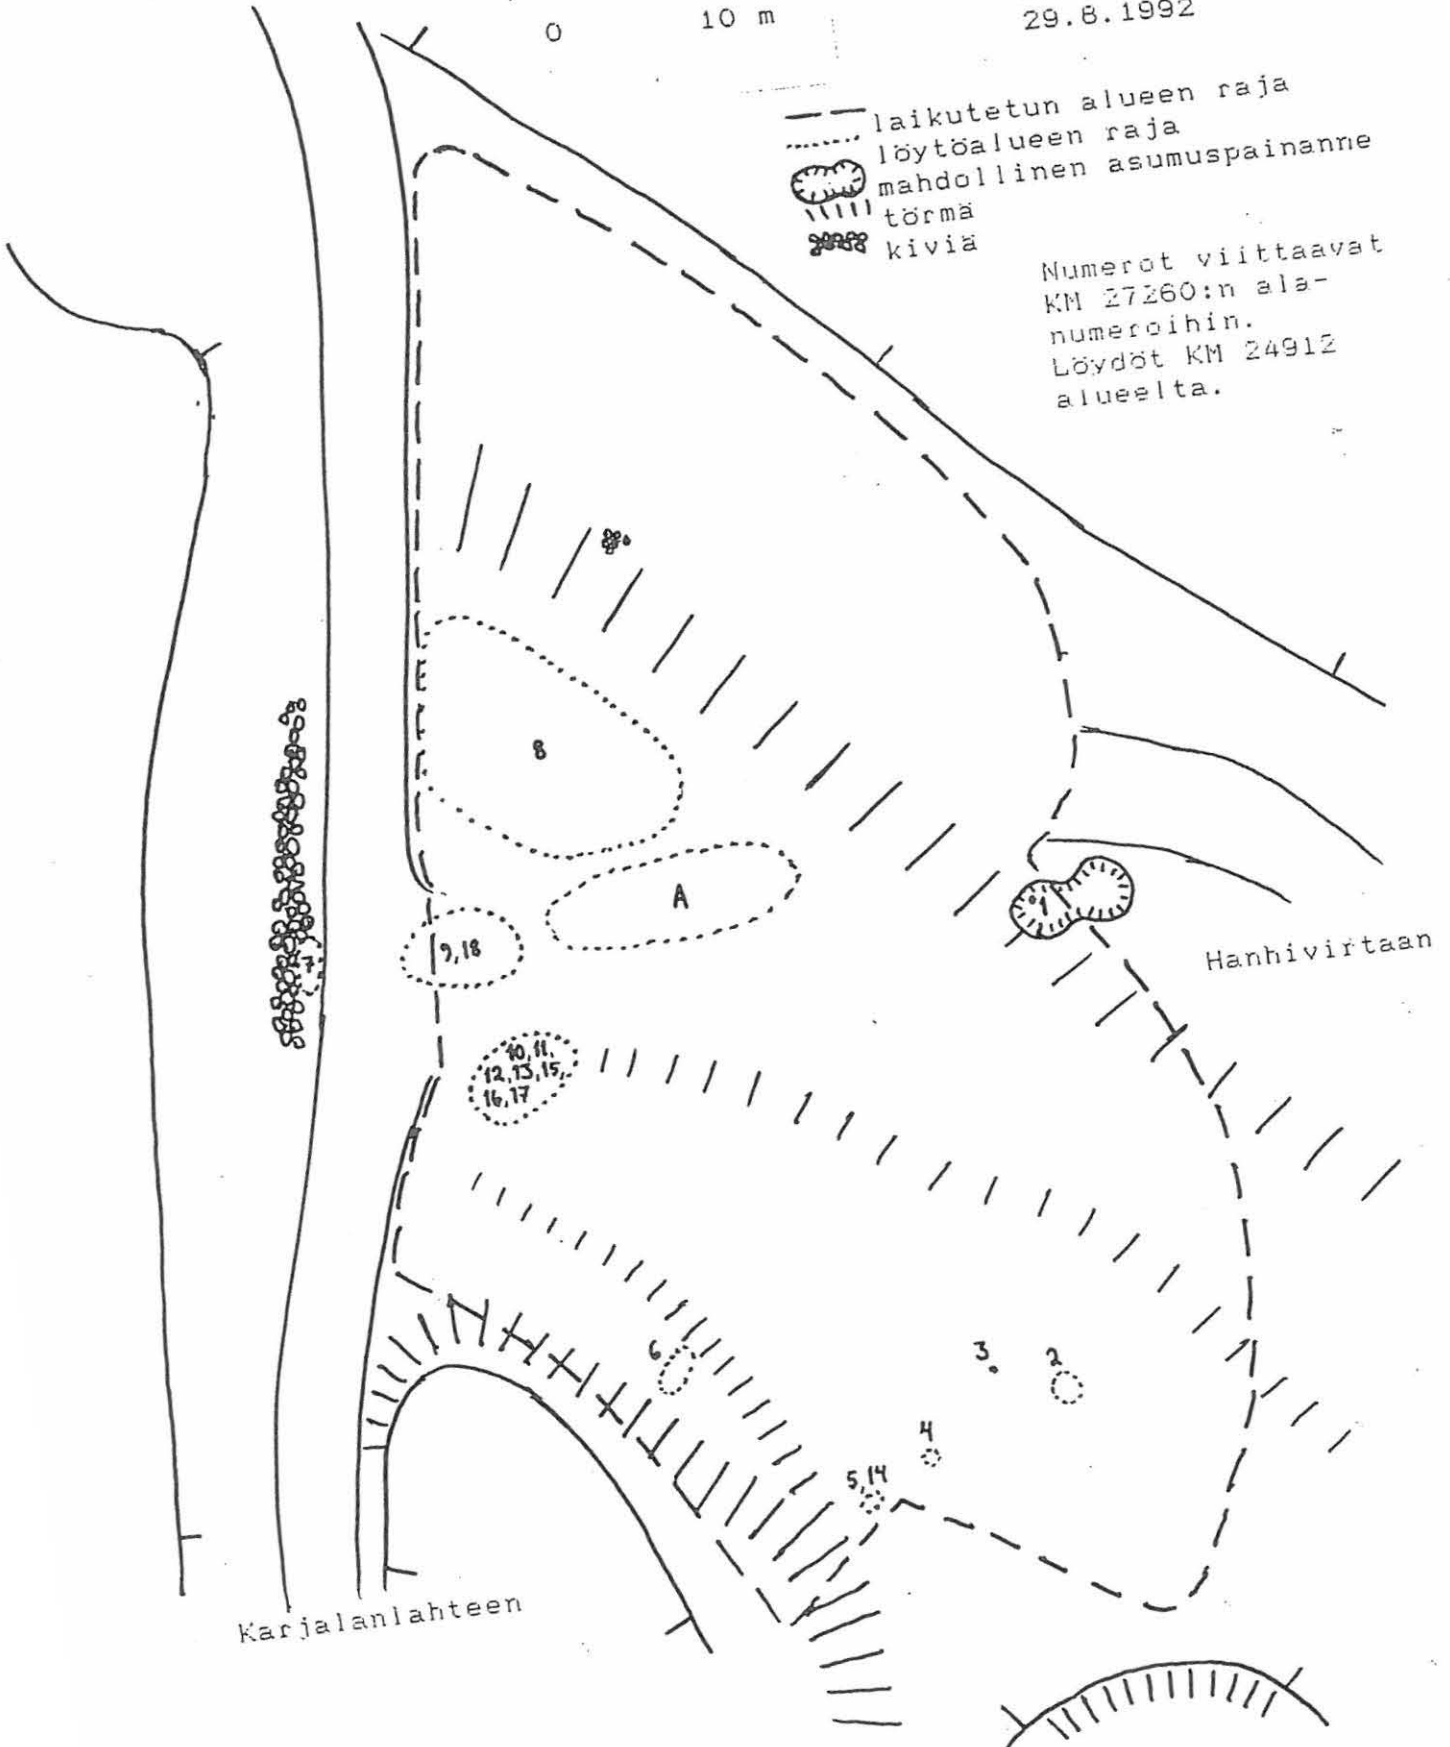 0 10 m 29.8.1992
laikutetun alueen raja
löytöalueen raja
mahdollinen asumuspainanne
törmä
kiviä
Numerot viittaavat
KM 27260:n ala-
numeroihin.
Löydöt KM 24912
alueelta.
8
A
1
Hanhivirtaan
7
9,18
10,11,
12,13,15,
16,17
6
3
2
4
5,14
Karjalanlahteen